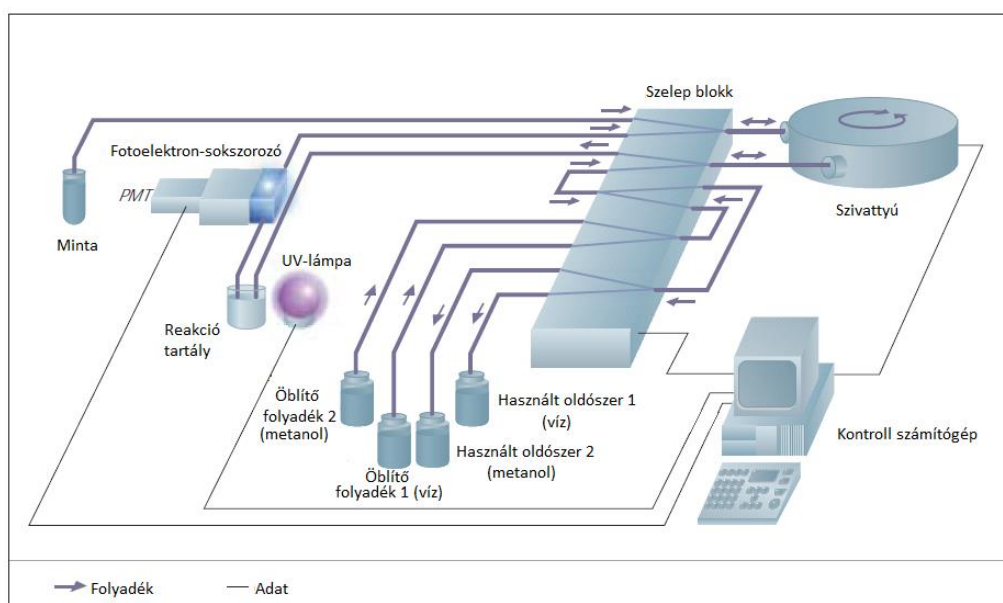 Szelep blokk
Fotoelektron-sokszorozó
PMT
Szivattyú
Minta
UV-lámpa
Reakció
tartály
Öblítő
folyadék 2
(metanol)
Használt oldószer 1
(víz)
Kontroll számítógép
Használt oldószer 2
(metanol)
Öblítő
folyadék 1 (víz)
Folyadék
Adat